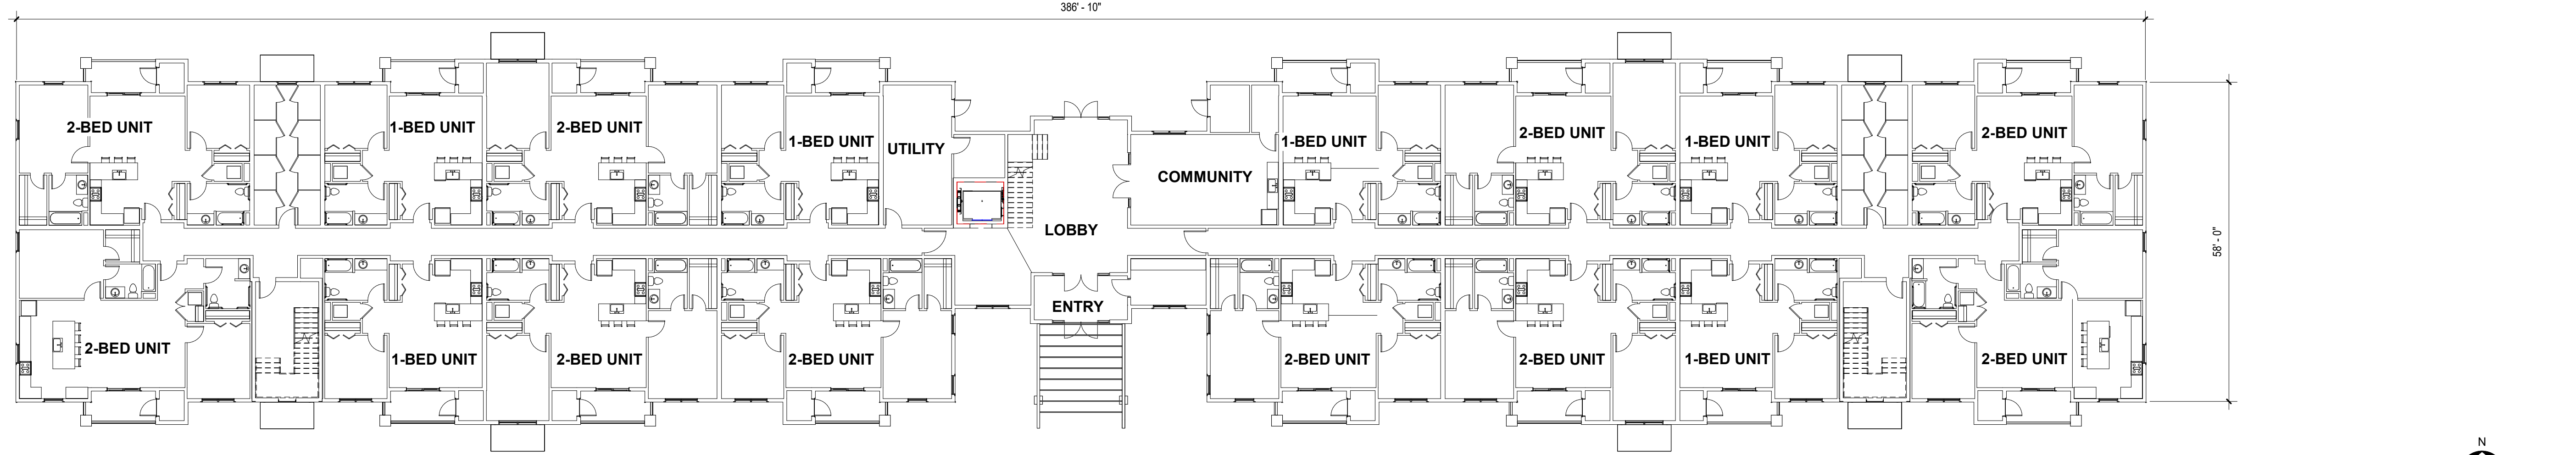 386' - 10"
2-BED UNIT
1-BED UNIT
2-BED UNIT
1-BED UNIT
UTILITY
COMMUNITY
1-BED UNIT
2-BED UNIT
1-BED UNIT
2-BED UNIT
LOBBY
58' - 0"
ENTRY
2-BED UNIT
1-BED UNIT
2-BED UNIT
2-BED UNIT
2-BED UNIT
2-BED UNIT
1-BED UNIT
2-BED UNIT
N